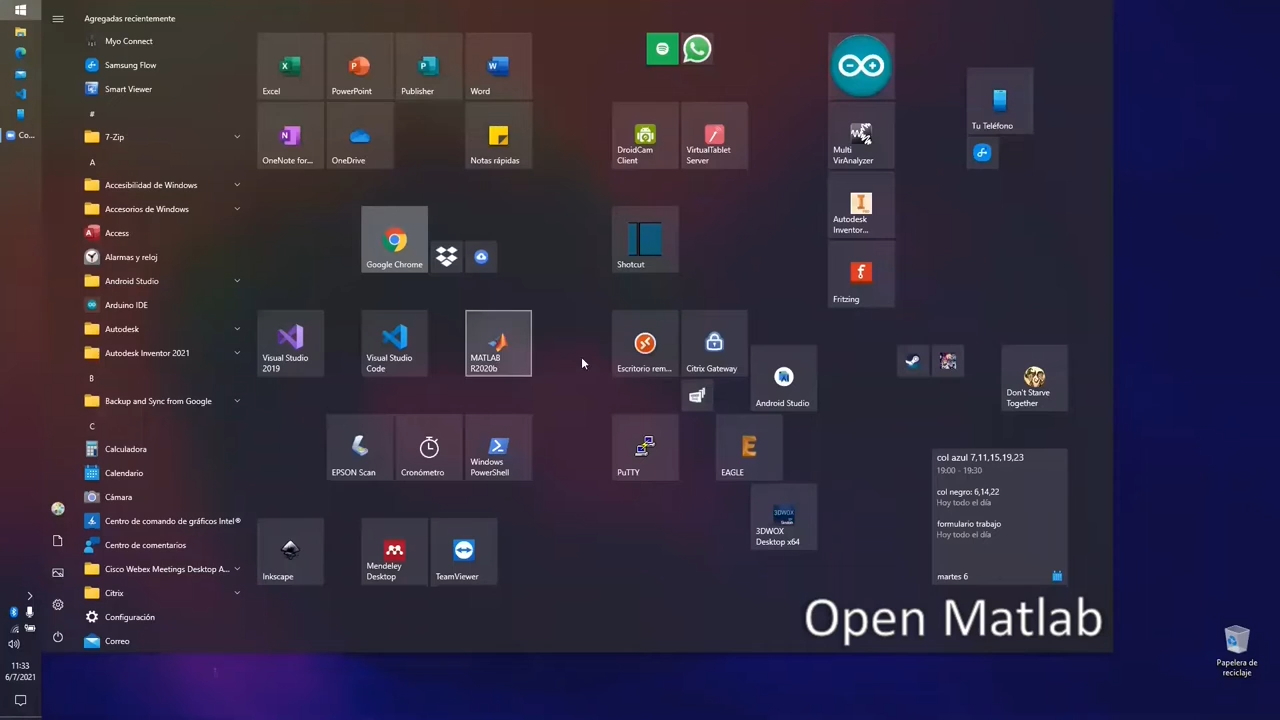 Agregadas recientemente
Myo Connect
Samsung Flow
Smart Viewer
#
7-Zip
A
Accesibilidad de Windows
Accesorios de Windows
Access
Alarmas y reloj
Android Studio
Arduino IDE
Autodesk
Autodesk Inventor 2021
B
Backup and Sync from Google
C
Calculadora
Calendario
Cámara
Centro de comando de gráficos Intel®
Centro de comentarios
Cisco Webex Meetings Desktop A...
Citrix
Configuración
Correo
Co...
11:33
6/7/2021
Excel
PowerPoint
Publisher
Word
OneNote for...
OneDrive
Notas rápidas
Google Chrome
Visual Studio
2019
Visual Studio
Code
MATLAB
R2020b
EPSON Scan
Cronómetro
Windows
PowerShell
Inkscape
Mendeley
Desktop
TeamViewer
DroidCam
Client
VirtualTablet
Server
Shotcut
Escritorio rem...
Citrix Gateway
Android Studio
PuTTY
EAGLE
3DWOX
3DWOX
Desktop x64
Multi
VirAnalyzer
Autodesk
Inventor...
Fritzing
Tu Teléfono
Don't Starve
Together
col azul 7,11,15,19,23
19:00 - 19:30
col negro: 6,14,22
Hoy todo el día
formulario trabajo
Hoy todo el día
martes 6
Open Matlab
Papelera de
reciclaje